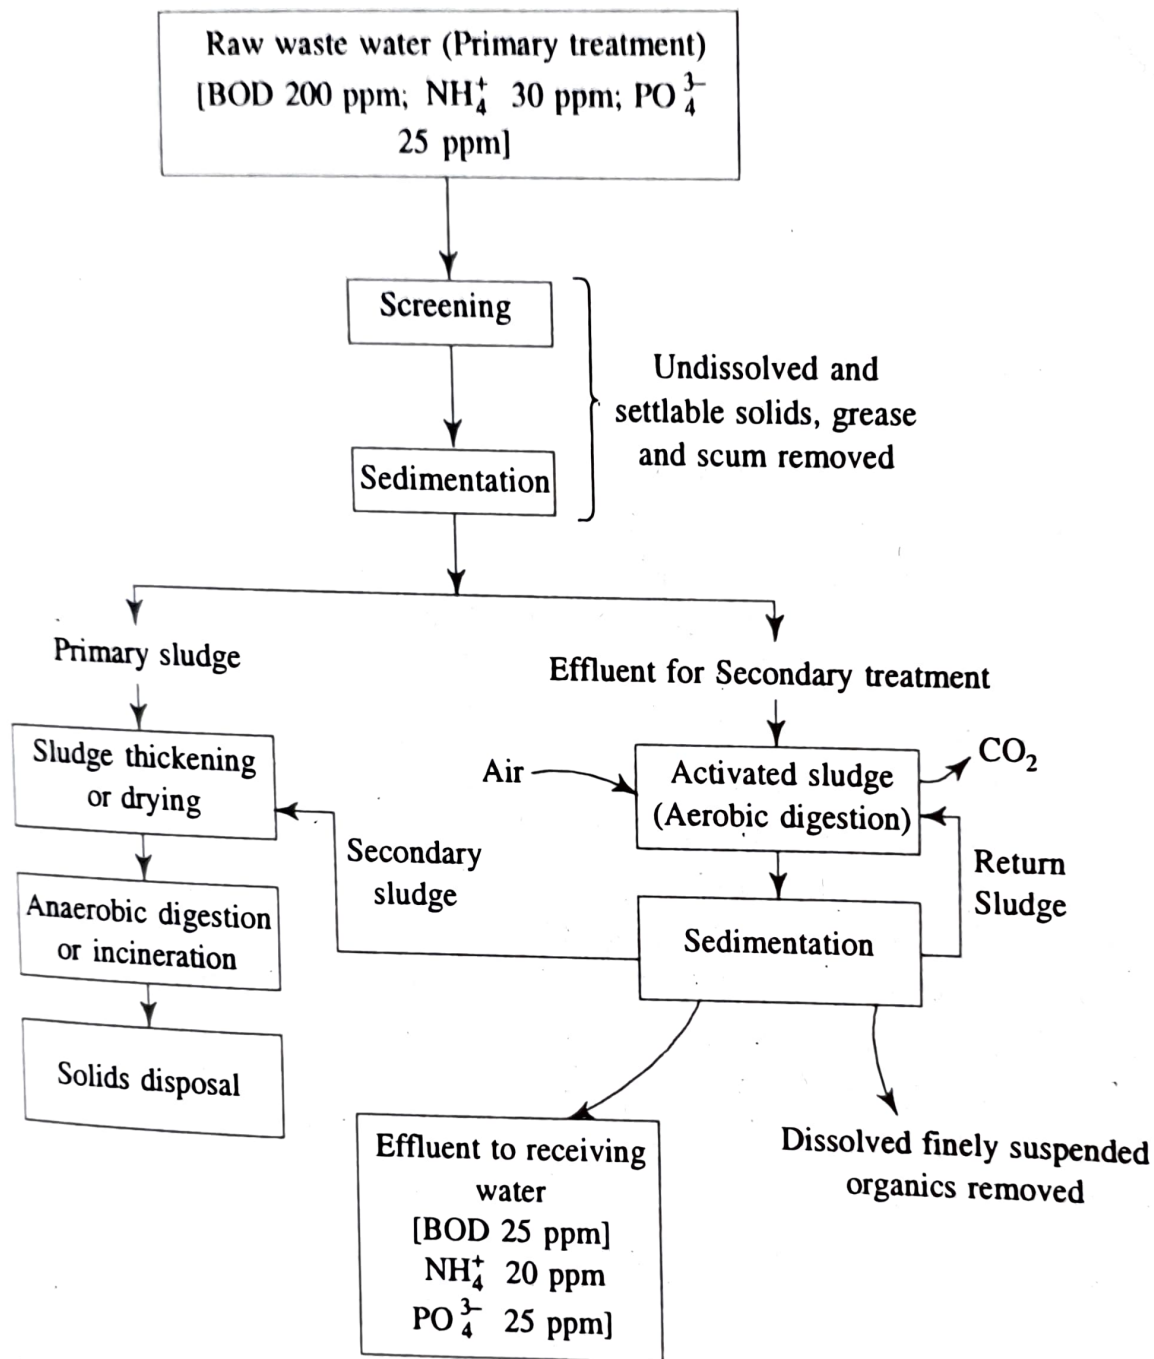 Raw waste water (Primary treatment)
[BOD 200 ppm; NH₄⁺ 30 ppm; PO₄³⁻
25 ppm]
Screening
Undissolved and
settlable solids, grease
and scum removed
Sedimentation
Primary sludge
Effluent for Secondary treatment
Sludge thickening
or drying
Air
Activated sludge
(Aerobic digestion)
CO₂
Secondary
sludge
Return
Sludge
Anaerobic digestion
or incineration
Sedimentation
Solids disposal
Effluent to receiving
water
[BOD 25 ppm]
NH₄⁺ 20 ppm
PO₄³⁻ 25 ppm]
Dissolved finely suspended
organics removed